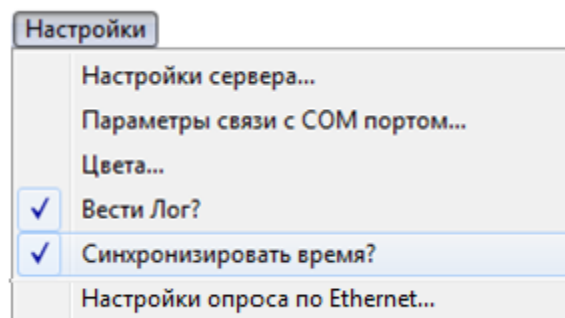 Настройки
Настройки сервера...
Параметры связи с COM портом...
Цвета...
Вести Лог?
Синхронизировать время?
Настройки опроса по Ethernet...